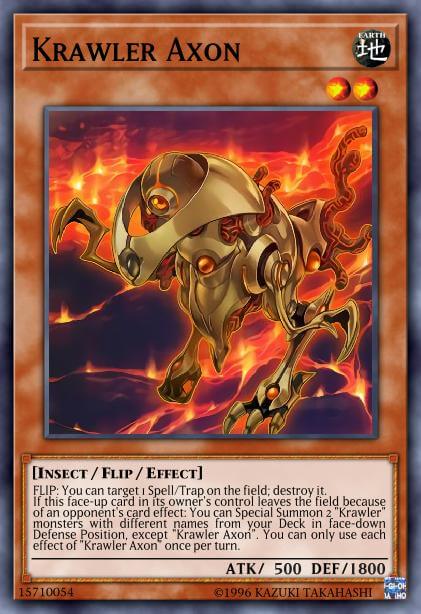 KRAWLER AXON
EARTH
地
[INSECT / FLIP / EFFECT]
FLIP: You can target 1 Spell/Trap on the field; destroy it.
If this face-up card in its owner's control leaves the field because
of an opponent's card effect: You can Special Summon 2 "Krawler"
monsters with different names from your Deck in face-down
Defense Position, except "Krawler Axon". You can only use each
effect of "Krawler Axon" once per turn.
ATK/ 500 DEF/1800
15710054
©1996 KAZUKI TAKAHASHI